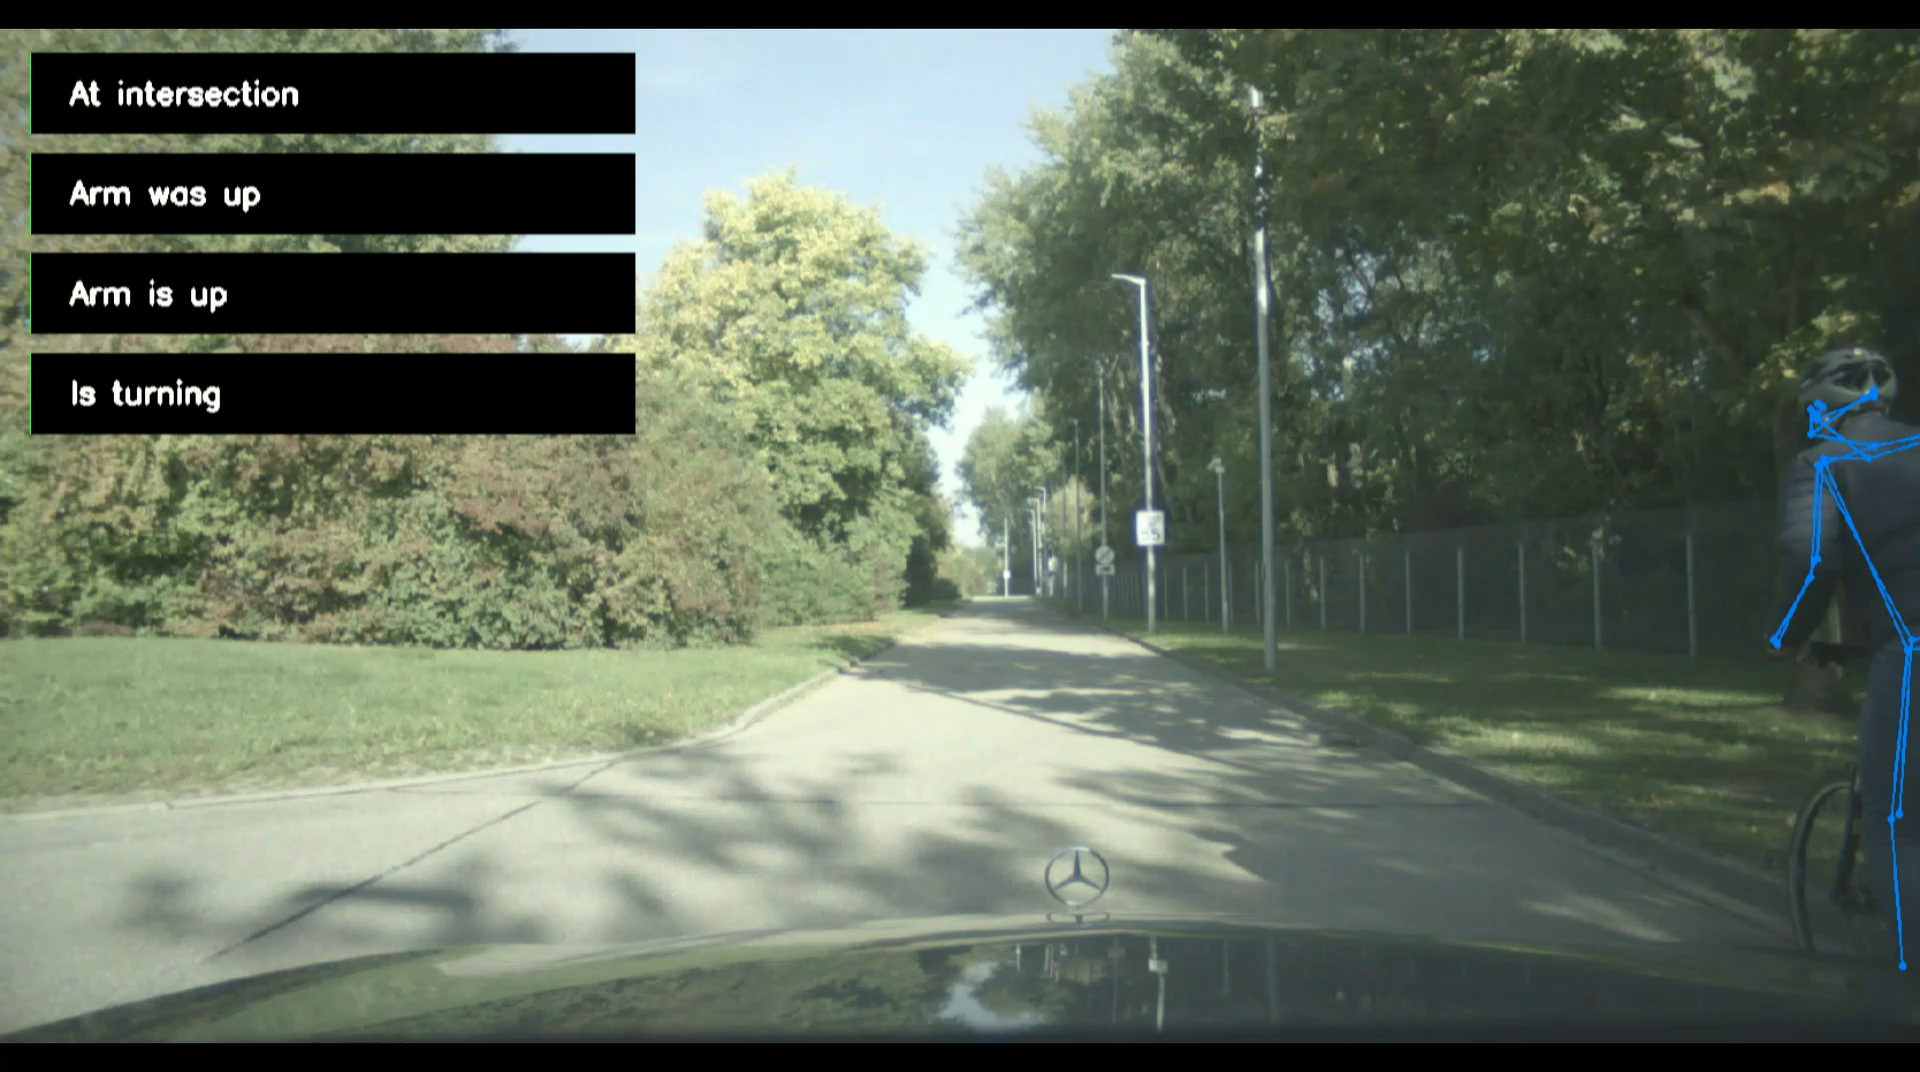 At intersection
Arm was up
Arm is up
Is turning